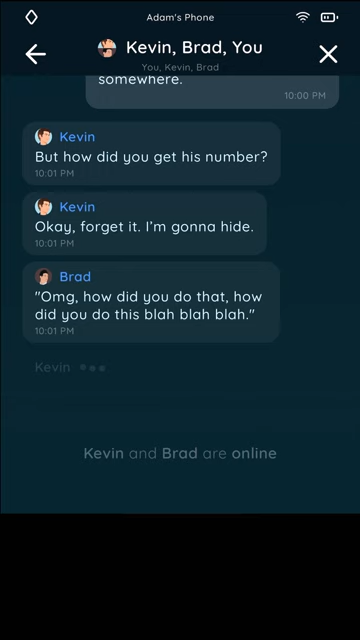 Adam's Phone
Kevin, Brad, You
You, Kevin, Brad
somewhere.
10:00 PM
Kevin
But how did you get his number?
10:01 PM
Kevin
Okay, forget it. I'm gonna hide.
10:01 PM
Brad
"Omg, how did you do that, how
did you do this blah blah blah."
10:01 PM
Kevin
Kevin and Brad are online